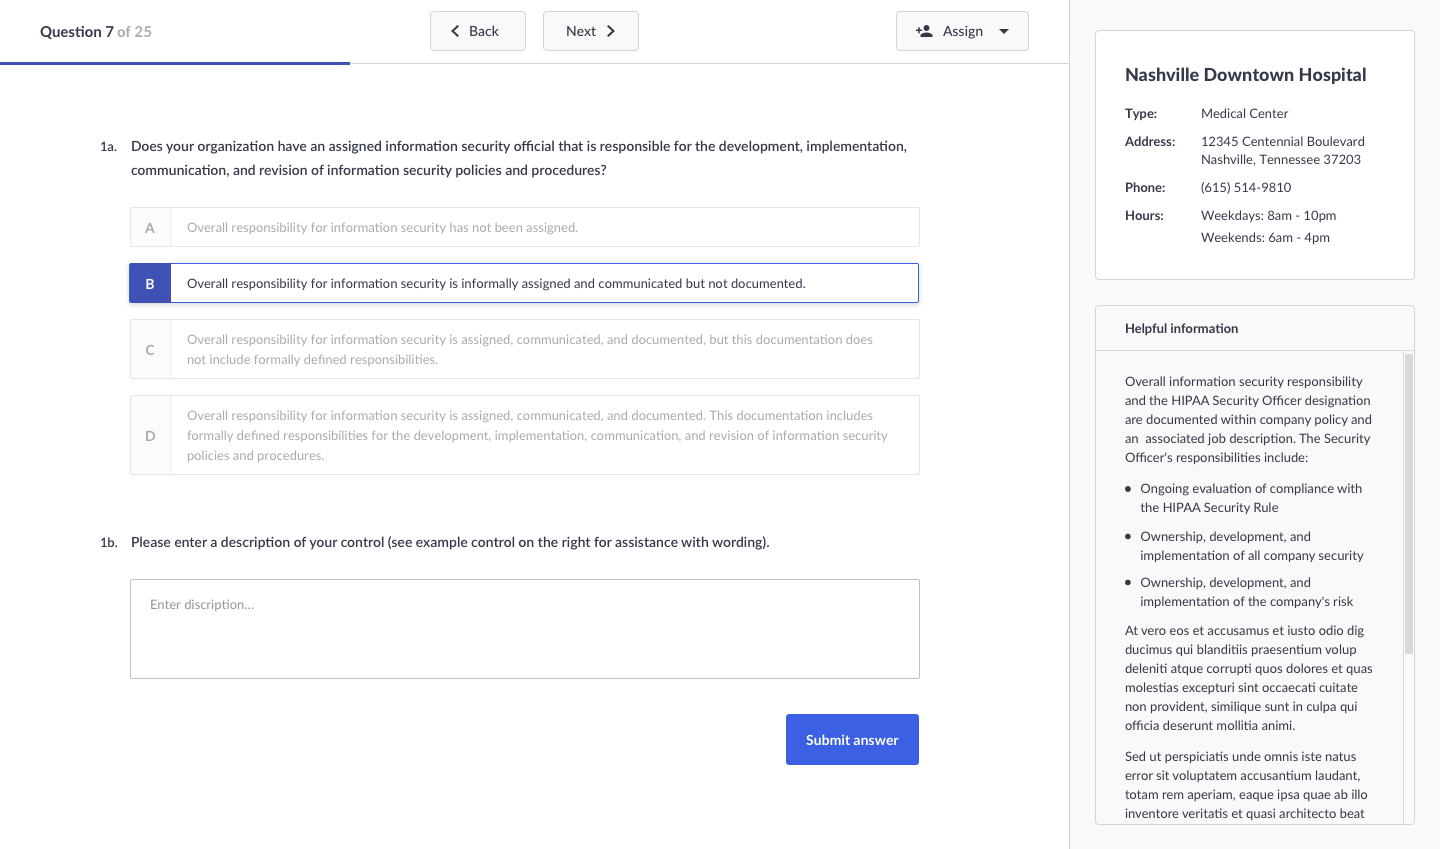 Question 7 of 25
Back
Next
Assign
1a. Does your organization have an assigned information security official that is responsible for the development, implementation,
communication, and revision of information security policies and procedures?
A Overall responsibility for information security has not been assigned.
B Overall responsibility for information security is informally assigned and communicated but not documented.
C Overall responsibility for information security is assigned, communicated, and documented, but this documentation does
not include formally defined responsibilities.
D Overall responsibility for information security is assigned, communicated, and documented. This documentation includes
formally defined responsibilities for the development, implementation, communication, and revision of information security
policies and procedures.
1b. Please enter a description of your control (see example control on the right for assistance with wording).
Enter discription...
Submit answer
Nashville Downtown Hospital
Type: Medical Center
Address: 12345 Centennial Boulevard
Nashville, Tennessee 37203
Phone: (615) 514-9810
Hours: Weekdays: 8am - 10pm
Weekends: 6am - 4pm
Helpful information
Overall information security responsibility
and the HIPAA Security Officer designation
are documented within company policy and
an associated job description. The Security
Officer's responsibilities include:
• Ongoing evaluation of compliance with
the HIPAA Security Rule
• Ownership, development, and
implementation of all company security
• Ownership, development, and
implementation of the company's risk
At vero eos et accusamus et iusto odio dig
ducimus qui blanditiis praesentium volup
deleniti atque corrupti quos dolores et quas
molestias excepturi sint occaecati cuitate
non provident, similique sunt in culpa qui
officia deserunt mollitia animi.
Sed ut perspiciatis unde omnis iste natus
error sit voluptatem accusantium laudant,
totam rem aperiam, eaque ipsa quae ab illo
inventore veritatis et quasi architecto beat